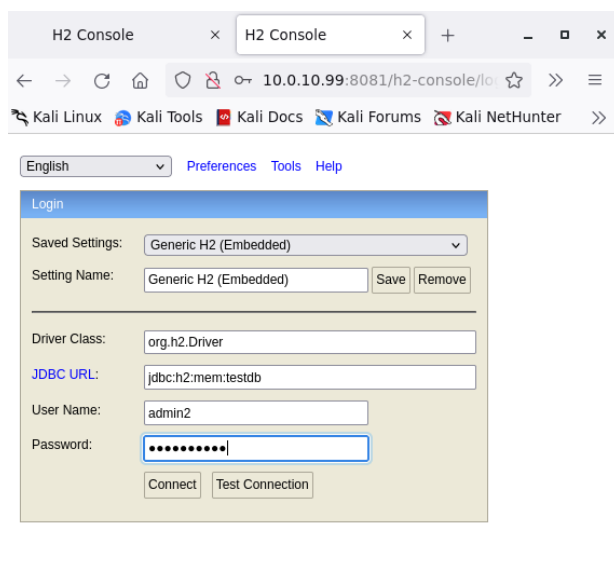 H2 Console × H2 Console × +
10.0.10.99:8081/h2-console/lo
Kali Linux Kali Tools Kali Docs Kali Forums Kali NetHunter
English Preferences Tools Help
Login
Saved Settings: Generic H2 (Embedded)
Setting Name: Generic H2 (Embedded) Save Remove
Driver Class: org.h2.Driver
JDBC URL: jdbc:h2:mem:testdb
User Name: admin2
Password: ●●●●●●●●●●
Connect Test Connection